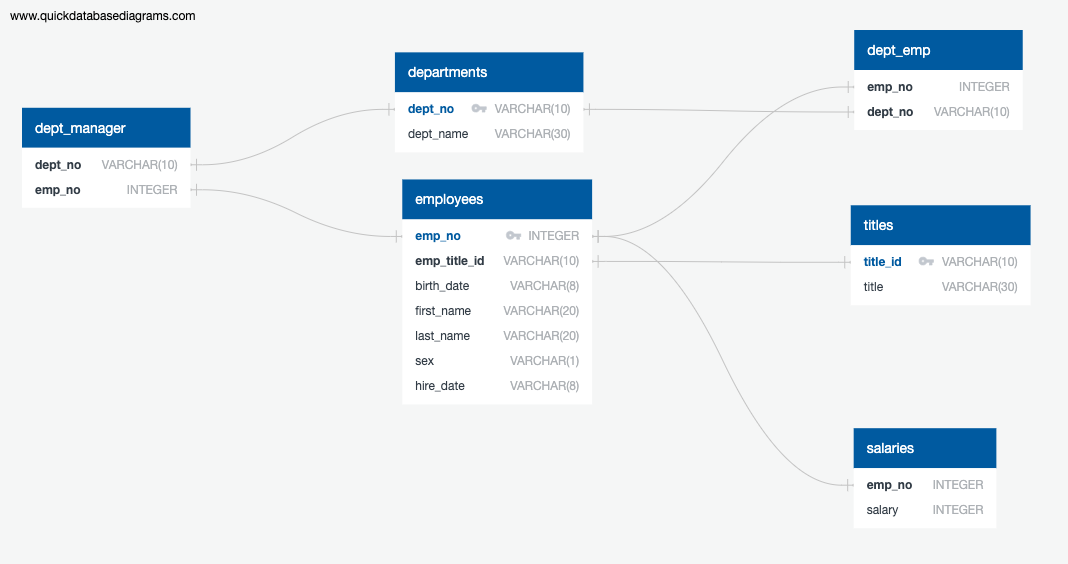 www.quickdatabasediagrams.com
dept_manager
dept_no VARCHAR(10)
emp_no INTEGER
departments
dept_no VARCHAR(10)
dept_name VARCHAR(30)
employees
emp_no INTEGER
emp_title_id VARCHAR(10)
birth_date VARCHAR(8)
first_name VARCHAR(20)
last_name VARCHAR(20)
sex VARCHAR(1)
hire_date VARCHAR(8)
dept_emp
emp_no INTEGER
dept_no VARCHAR(10)
titles
title_id VARCHAR(10)
title VARCHAR(30)
salaries
emp_no INTEGER
salary INTEGER